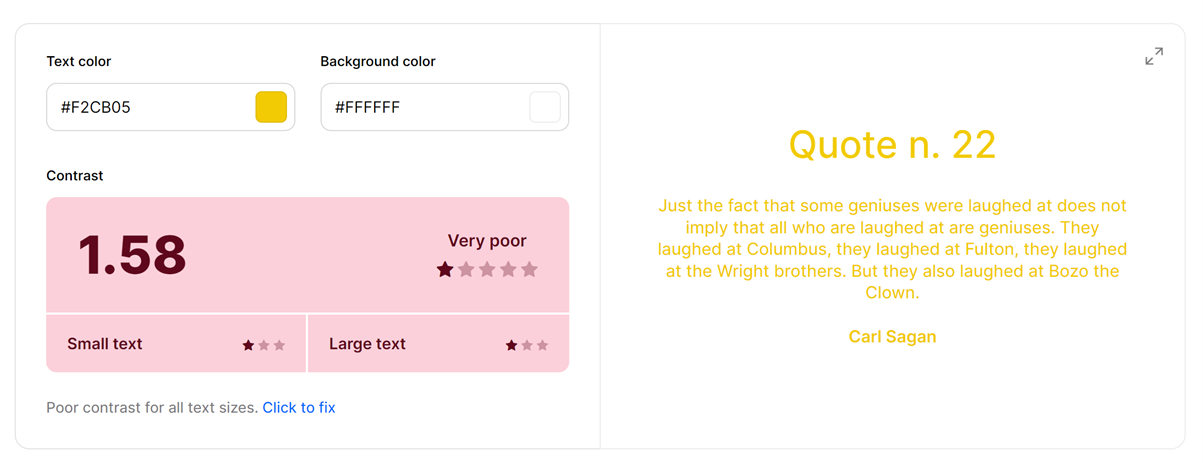 Text color
Background color
#F2CB05
#FFFFFF
Contrast
1.58
Very poor
Small text
Large text
Poor contrast for all text sizes. Click to fix
Quote n. 22
Just the fact that some geniuses were laughed at does not
imply that all who are laughed at are geniuses. They
laughed at Columbus, they laughed at Fulton, they laughed
at the Wright brothers. But they also laughed at Bozo the
Clown.
Carl Sagan